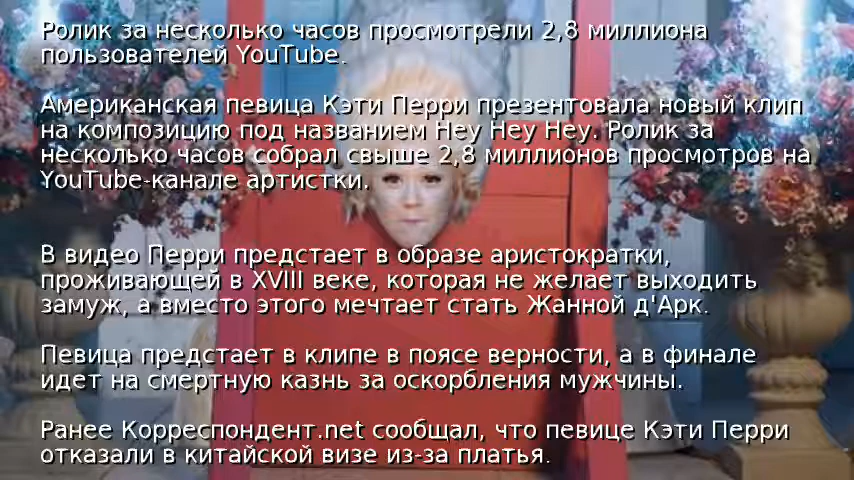 Ролик за несколько часов просмотрели 2,8 миллиона
пользователей YouTube.
Американская певица Кэти Перри презентовала новый клип
на композицию под названием Hey Hey Hey. Ролик за
несколько часов собрал свыше 2,8 миллионов просмотров на
YouTube-канале артистки.
В видео Перри предстает в образе аристократки,
проживающей в XVIII веке, которая не желает выходить
замуж, а вместо этого мечтает стать Жанной д'Арк.
Певица предстает в клипе в поясе верности, а в финале
идет на смертную казнь за оскорбления мужчины.
Ранее Корреспондент.net сообщал, что певице Кэти Перри
отказали в китайской визе из-за платья.